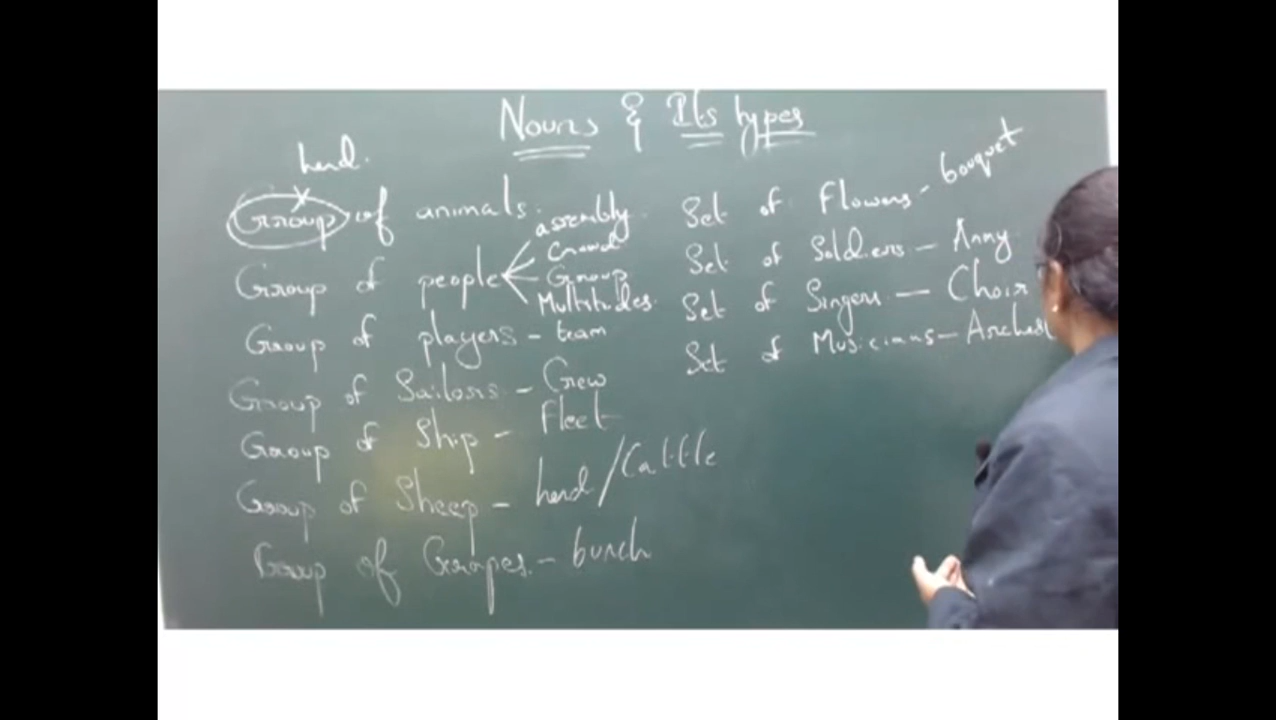 Nouns & Its types
herd.
Group of animals.
Group of people
assembly.
Crowd
Group
Multitudes.
Group of players - team
Group of Sailors - Crew
Group of Ship - Fleet
Group of Sheep - herd/Cattle
Group of Grapes. - bunch
Set of Flowers - bouquet
Set of Soldiers - Army
Set of Singers - Choir
Set of Musicians -